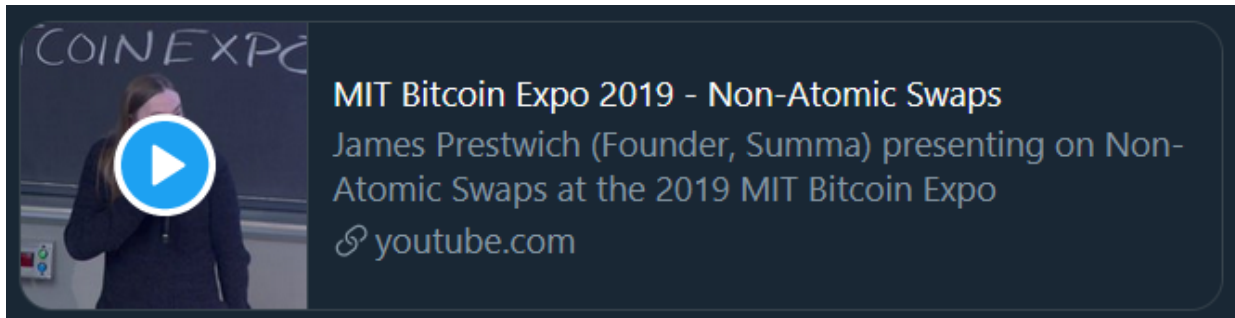 COINEXPO
MIT Bitcoin Expo 2019 - Non-Atomic Swaps
James Prestwich (Founder, Summa) presenting on Non-
Atomic Swaps at the 2019 MIT Bitcoin Expo
youtube.com